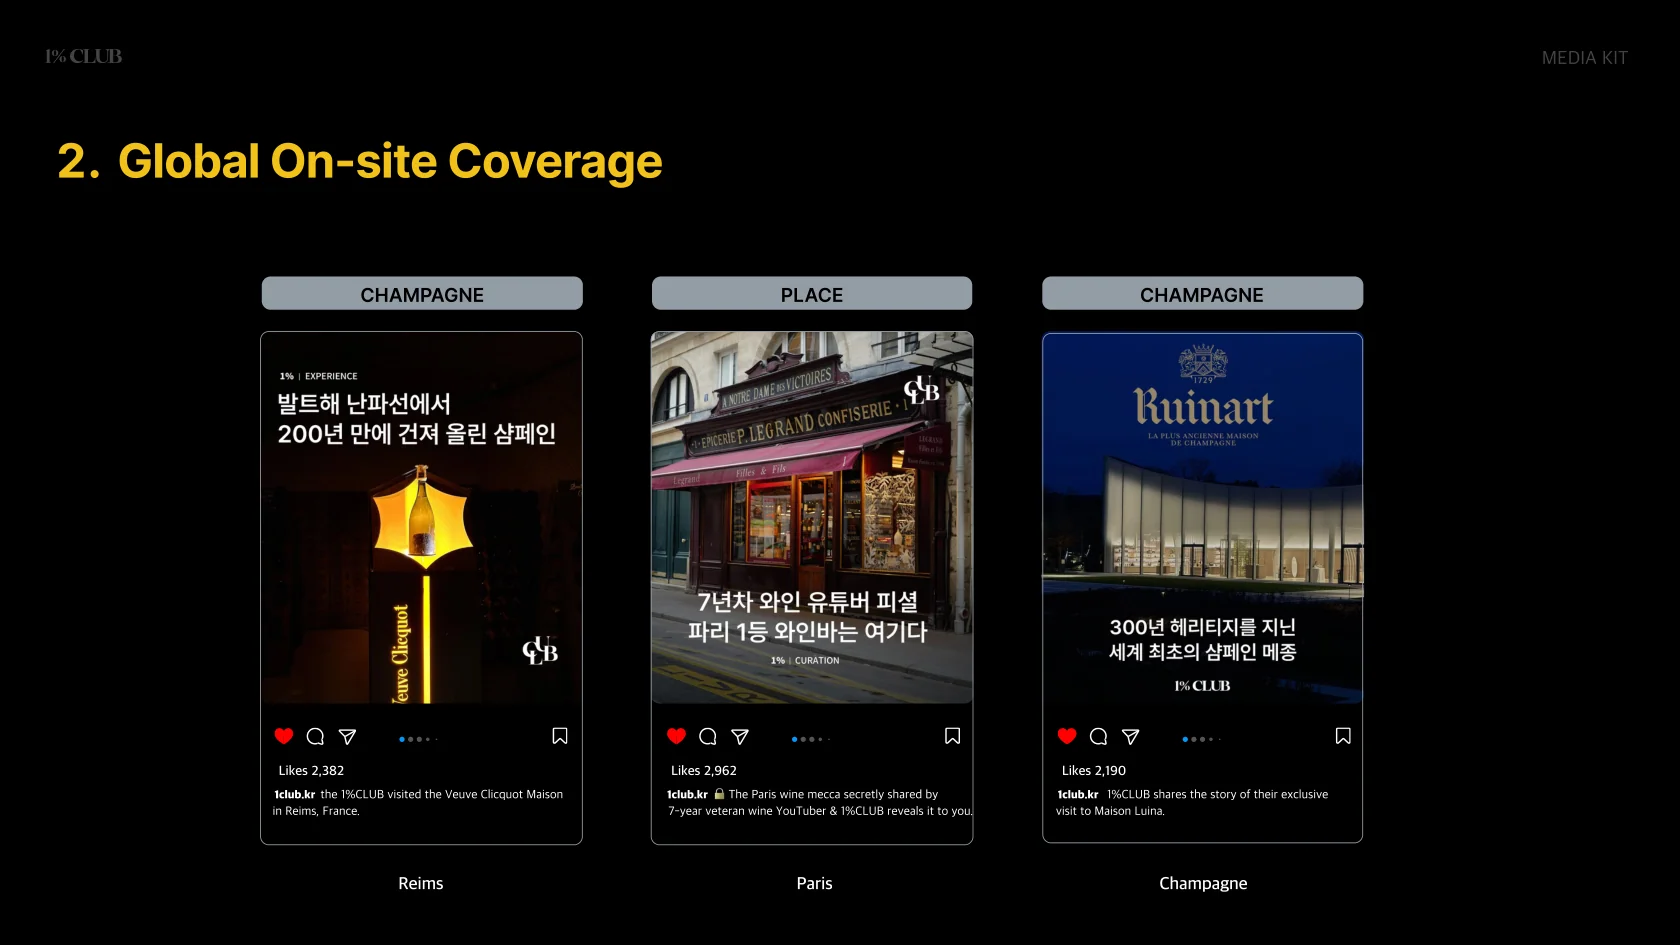 1% CLUB
MEDIA KIT
2. Global On-site Coverage
CHAMPAGNE
1% | EXPERIENCE
발트해 난파선에서
200년 만에 건져 올린 샴페인
Veuve Clicquot
CLUB
Likes 2,382
1club.kr the 1%CLUB visited the Veuve Clicquot Maison
in Reims, France.
Reims
PLACE
A NOTRE DAME DES VICTOIRES
CLUB
·1· EPICERIE P. LEGRAND CONFISERIE · 1
LEGRAND
Filles & Fils
Legrand
7년차 와인 유튜버 피셜
파리 1등 와인바는 여기다
1% | CURATION
Likes 2,962
1club.kr 🔒 The Paris wine mecca secretly shared by
7-year veteran wine YouTuber & 1%CLUB reveals it to you.
Paris
CHAMPAGNE
1729
Ruinart
LA PLUS ANCIENNE MAISON
DE CHAMPAGNE
300년 헤리티지를 지닌
세계 최초의 샴페인 메종
1% CLUB
Likes 2,190
1club.kr 1%CLUB shares the story of their exclusive
visit to Maison Luina.
Champagne